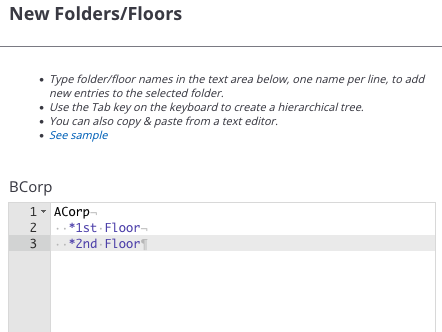 New Folders/Floors
• Type folder/floor names in the text area below, one name per line, to add
new entries to the selected folder.
• Use the Tab key on the keyboard to create a hierarchical tree.
• You can also copy & paste from a text editor.
• See sample
BCorp
1 ACorp¬
2 ··*1st·Floor¬
3 ··*2nd·Floor¶